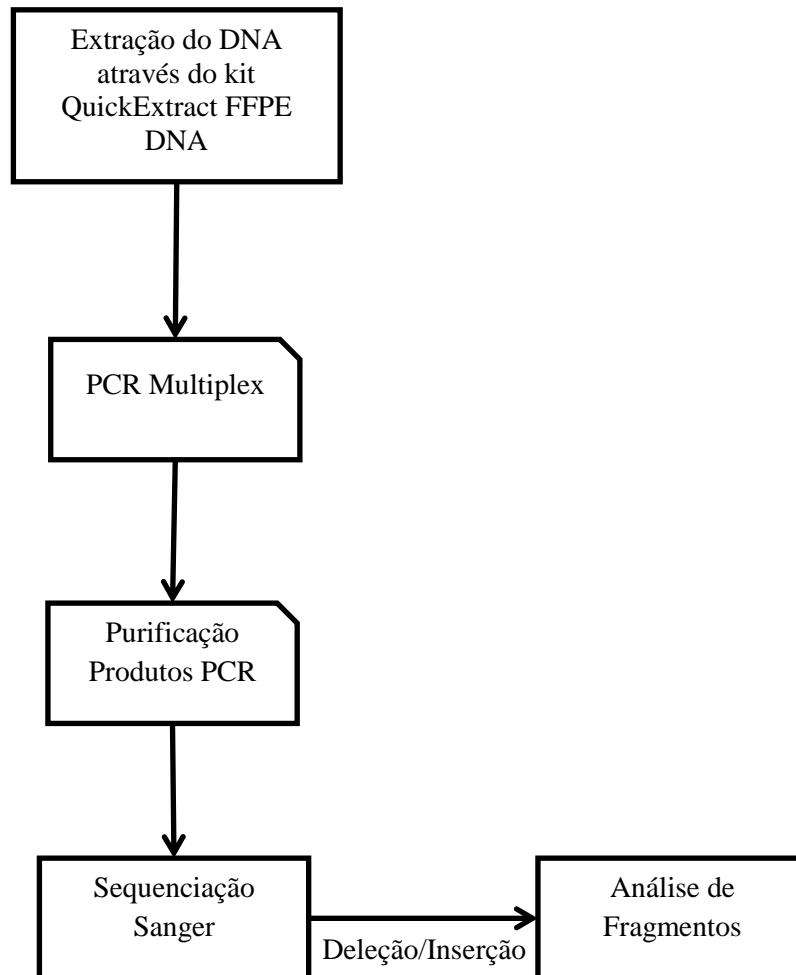 Extração do DNA
através do kit
QuickExtract FFPE
DNA
PCR Multiplex
Purificação
Produtos PCR
Sequenciação
Sanger
Deleção/Inserção
Análise de
Fragmentos